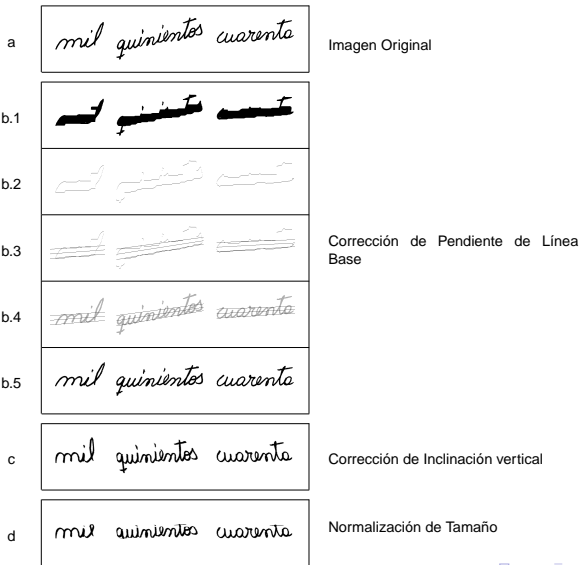 a mil quinientos cuarenta Imagen Original
b.1
b.2
b.3 Corrección de Pendiente de Línea
Base
b.4 mil quinientos cuarenta
b.5 mil quinientos cuarenta
c mil quinientos cuarenta Corrección de Inclinación vertical
d mil quinientos cuarenta Normalización de Tamaño